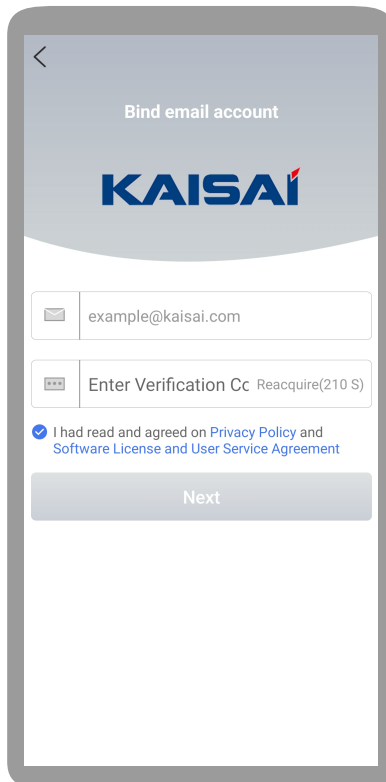 Bind email account
KAISAI
example@kaisai.com
Enter Verification Cc Reacquire(210 S)
I had read and agreed on Privacy Policy and
Software License and User Service Agreement
Next